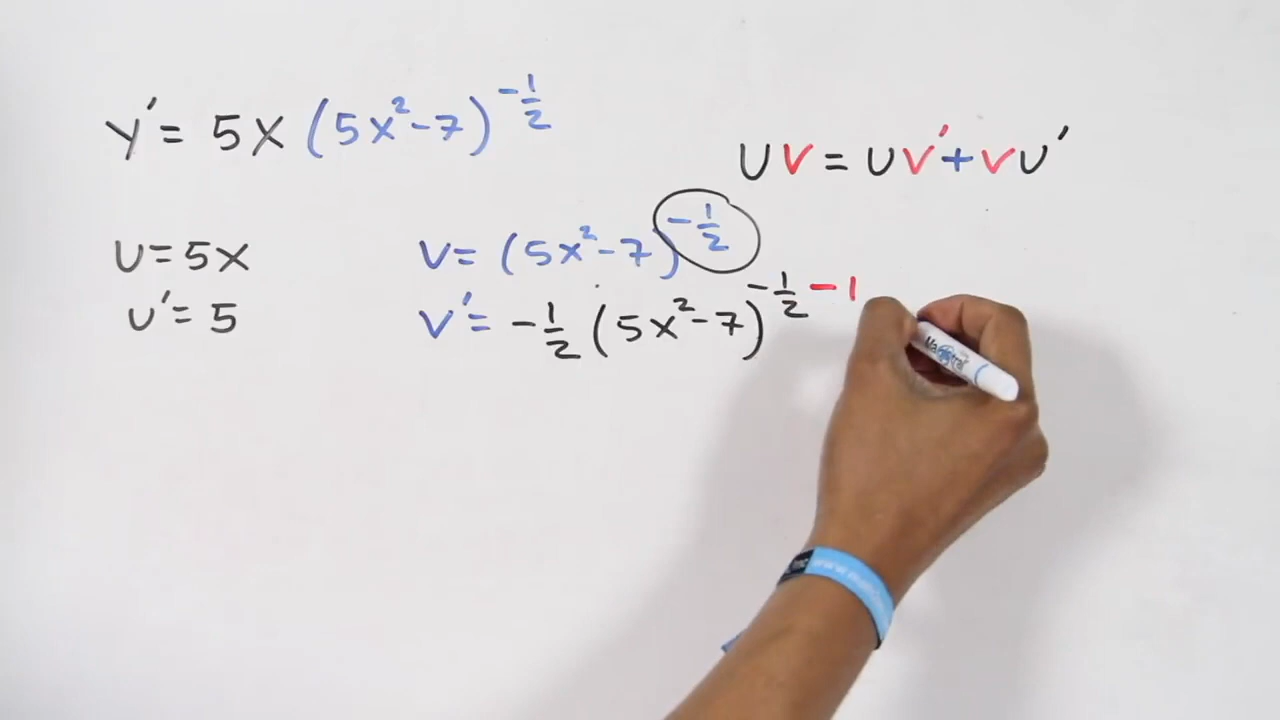 y' = 5x (5x² - 7)^-1/2
UV = UV' + VU'
U = 5x
V = (5x² - 7)^-1/2
U' = 5
V' = -1/2 (5x² - 7)^-1/2 - 1